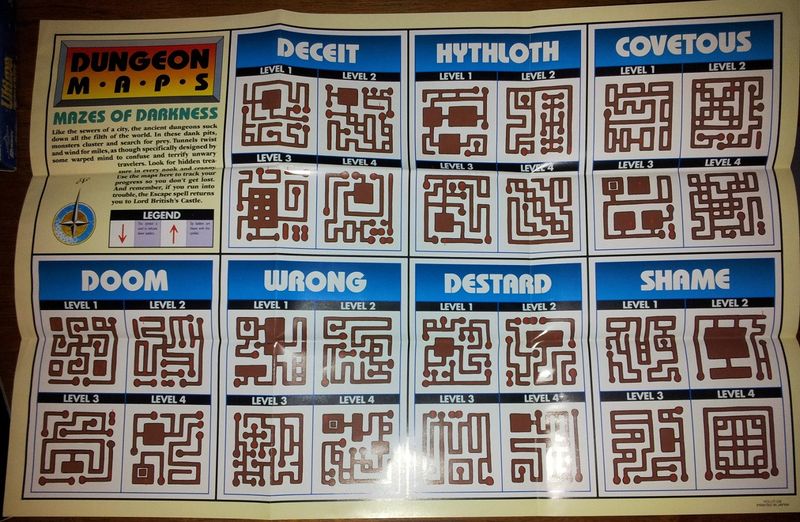 DUNGEON
M·A·P·S
MAZES OF DARKNESS
Like the sewers of a city, the ancient dungeons suck
down all the filth of the world. In these dank pits,
monsters cluster and search for prey. Tunnels twist
and wind for miles, as though specifically designed by
some warped mind to confuse and terrify unwary
travelers. Look for hidden trea-
sure in every nook and cranny.
Use the maps here to track your
progress so you don't get lost.
And remember, if you run into
trouble, the Escape spell returns
you to Lord British's Castle.
LEGEND
DECEIT
LEVEL 1
LEVEL 2
LEVEL 3
LEVEL 4
HYTHLOTH
LEVEL 1
LEVEL 2
LEVEL 3
LEVEL 4
COVETOUS
LEVEL 1
LEVEL 2
LEVEL 3
LEVEL 4
DOOM
LEVEL 1
LEVEL 2
LEVEL 3
LEVEL 4
WRONG
LEVEL 1
LEVEL 2
LEVEL 3
LEVEL 4
DESTARD
LEVEL 1
LEVEL 2
LEVEL 3
LEVEL 4
SHAME
LEVEL 1
LEVEL 2
LEVEL 3
LEVEL 4
PRINTED IN JAPAN
Ultima